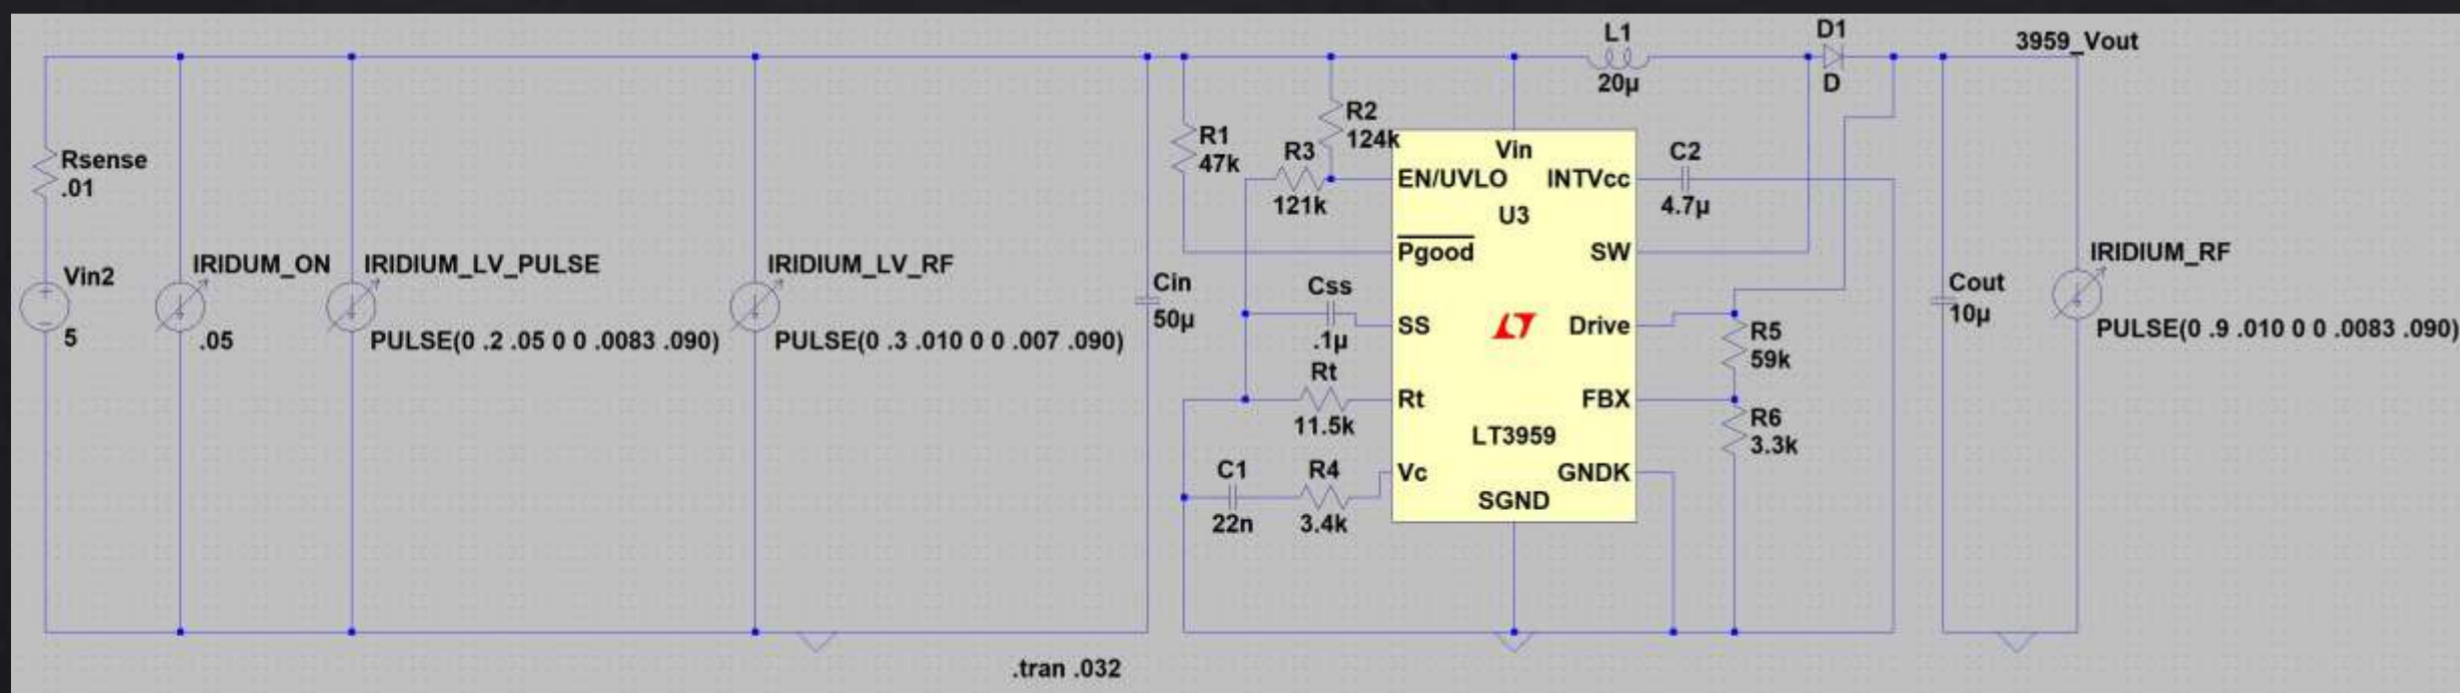 Rsense
.01
Vin2
5
IRIDUM_ON
.05
IRIDIUM_LV_PULSE
PULSE(0 .2 .05 0 0 .0083 .090)
IRIDIUM_LV_RF
PULSE(0 .3 .010 0 0 .007 .090)
Cin
50µ
R1
47k
R2
124k
R3
121k
Css
.1µ
Rt
11.5k
C1
22n
R4
3.4k
Vin
EN/UVLO
INTVcc
U3
Pgood
SW
SS
Drive
Rt
FBX
LT3959
Vc
GNDK
SGND
L1
20µ
D1
D
C2
4.7µ
R5
59k
R6
3.3k
3959_Vout
Cout
10µ
IRIDIUM_RF
PULSE(0 .9 .010 0 0 .0083 .090)
.tran .032